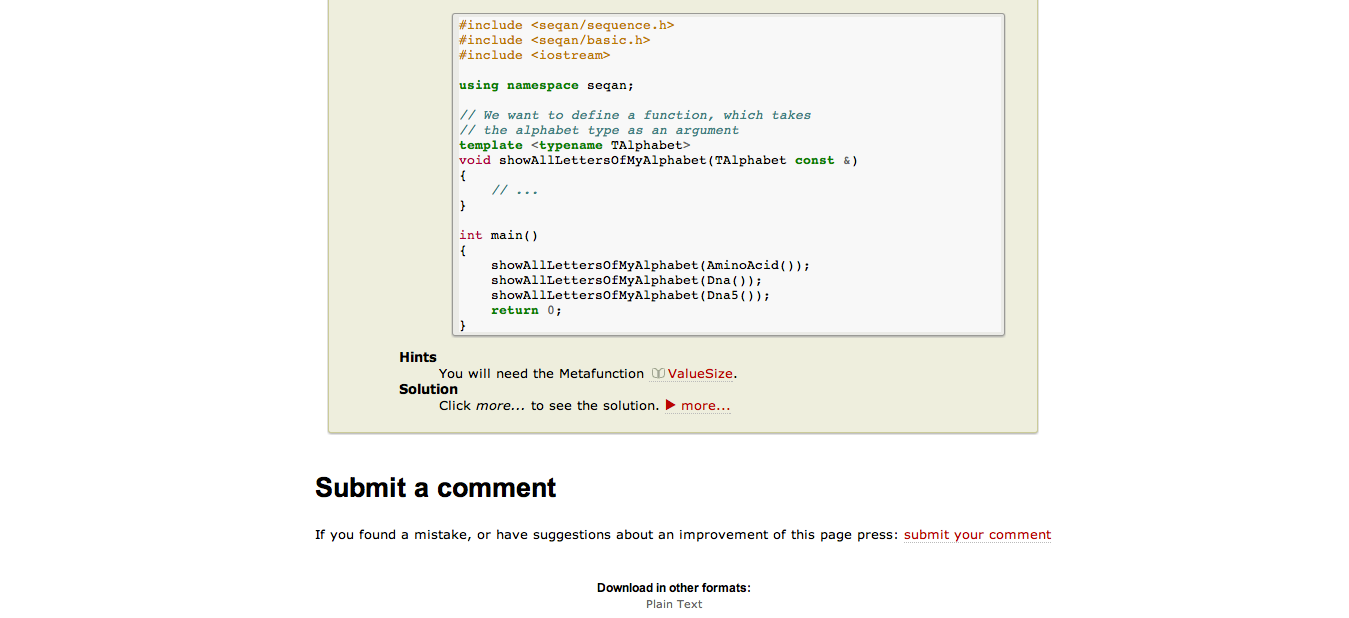 #include <seqan/sequence.h>
#include <seqan/basic.h>
#include <iostream>
using namespace seqan;
// We want to define a function, which takes
// the alphabet type as an argument
template <typename TAlphabet>
void showAllLettersOfMyAlphabet(TAlphabet const &)
{
    // ...
}
int main()
{
    showAllLettersOfMyAlphabet(AminoAcid());
    showAllLettersOfMyAlphabet(Dna());
    showAllLettersOfMyAlphabet(Dna5());
    return 0;
}
Hints
You will need the Metafunction ValueSize.
Solution
Click more... to see the solution. more...
Submit a comment
If you found a mistake, or have suggestions about an improvement of this page press: submit your comment
Download in other formats:
Plain Text